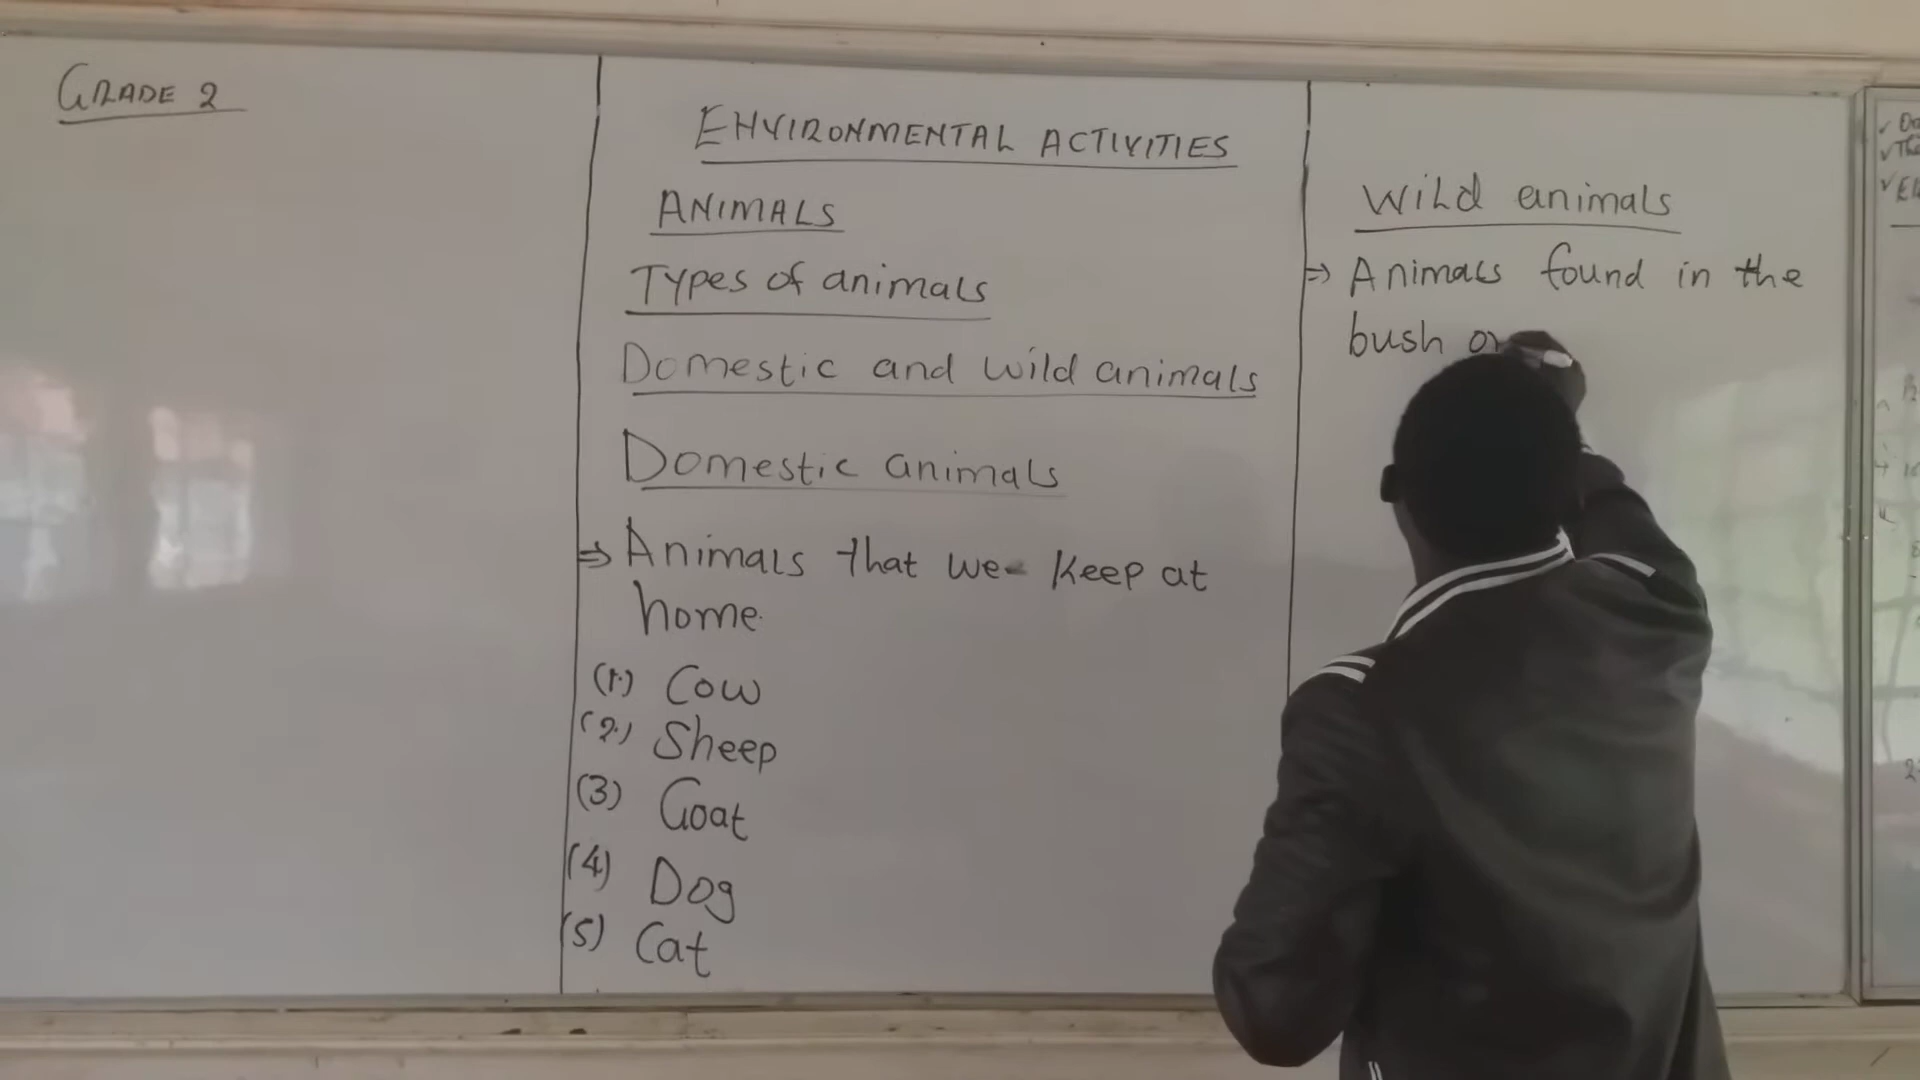 GRADE 2
ENVIRONMENTAL ACTIVITIES
ANIMALS
Types of animals
Domestic and wild animals
Domestic animals
⇒ Animals that we keep at
home.
(1.) Cow
(2.) Sheep
(3) Goat
(4) Dog
(5) Cat
Wild animals
⇒ Animals found in the
bush or